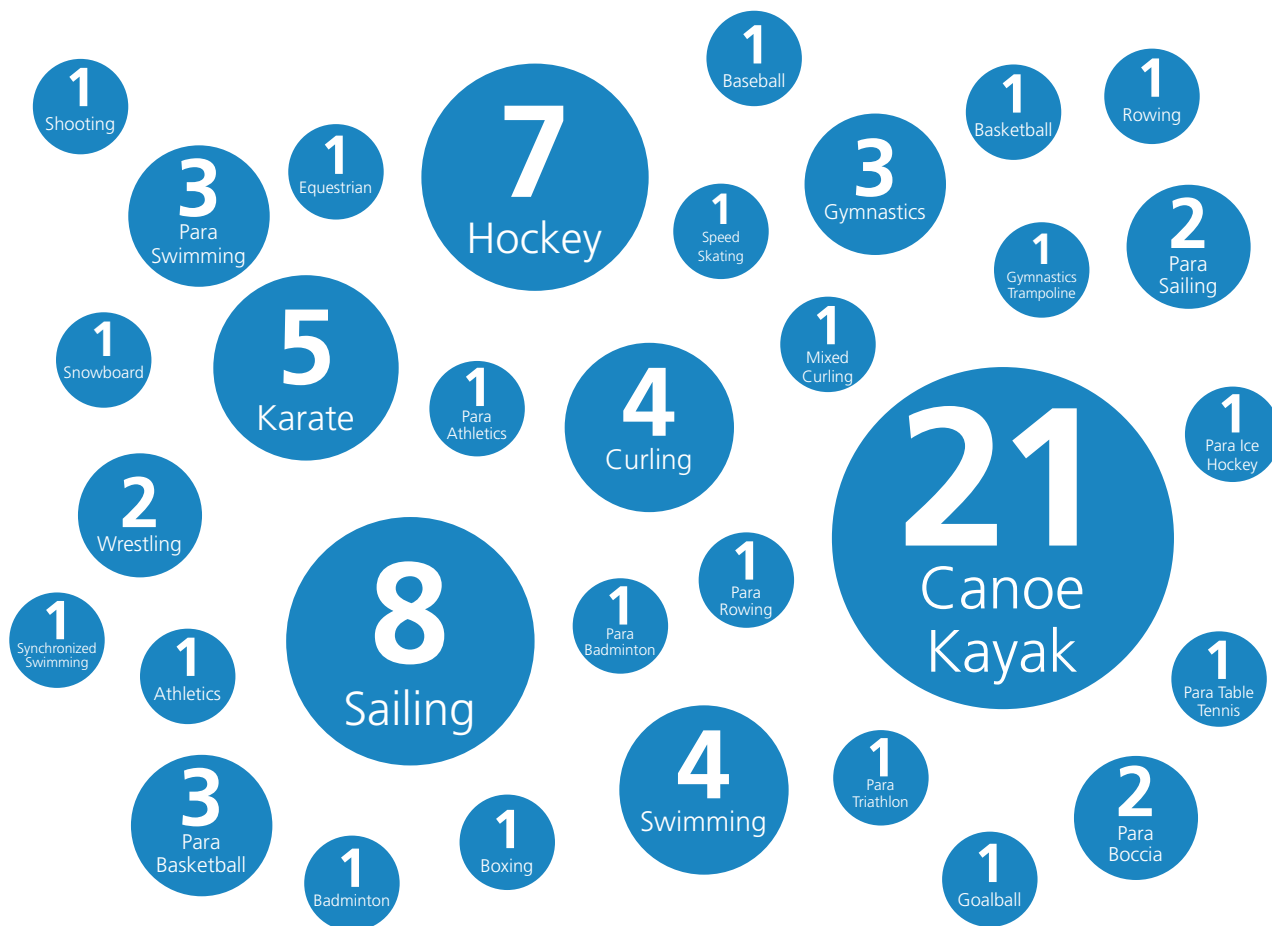 1
Baseball
1
Shooting
7
Hockey
1
Basketball
1
Rowing
3
Para
Swimming
1
Equestrian
1
Speed
Skating
3
Gymnastics
1
Gymnastics
Trampoline
2
Para
Sailing
1
Snowboard
5
Karate
1
Para
Athletics
4
Curling
1
Mixed
Curling
21
Canoe
Kayak
1
Para Ice
Hockey
2
Wrestling
8
Sailing
1
Para
Rowing
1
Para
Badminton
1
Synchronized
Swimming
1
Athletics
1
Para Table
Tennis
3
Para
Basketball
1
Badminton
1
Boxing
4
Swimming
1
Para
Triathlon
1
Goalball
2
Para
Boccia